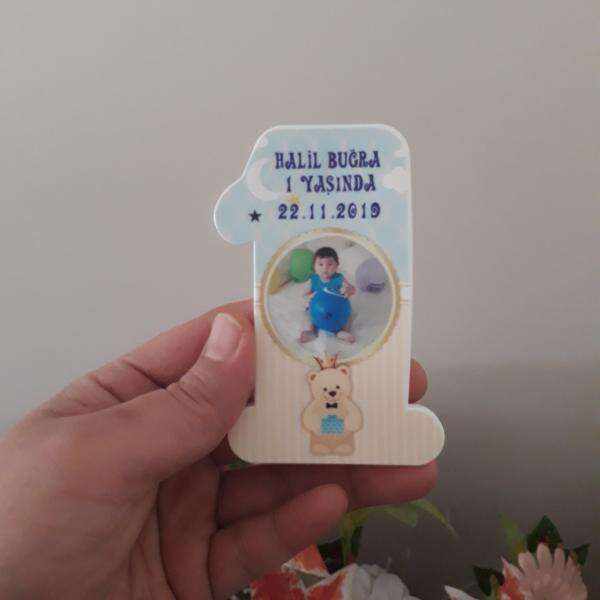 HALİL BUĞRA
1 YAŞINDA
22.11.2019